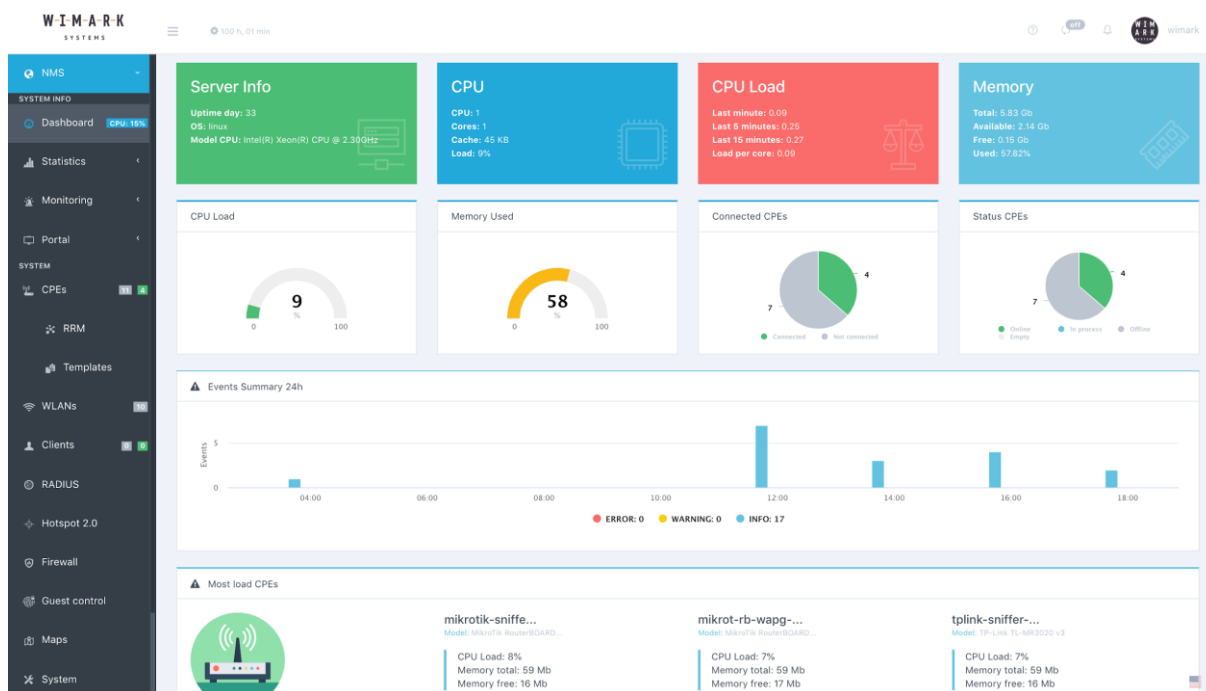 W-I-M-A-R-K
SYSTEMS
100 h, 01 min
off
WIM
ARK
SYSTEMS
wimark
NMS
SYSTEM INFO
Dashboard CPU: 15%
Statistics
Monitoring
Portal
SYSTEM
CPEs 11 4
RRM
Templates
WLANs 10
Clients 0 0
RADIUS
Hotspot 2.0
Firewall
Guest control
Maps
System
Server Info
Uptime day: 33
OS: linux
Model CPU: Intel(R) Xeon(R) CPU @ 2.30GHz
CPU
CPU: 1
Cores: 1
Cache: 45 KB
Load: 9%
CPU Load
Last minute: 0.09
Last 5 minutes: 0.25
Last 15 minutes: 0.27
Load per core: 0.09
Memory
Total: 5.83 Gb
Available: 2.14 Gb
Free: 0.15 Gb
Used: 57.82%
CPU Load
9
%
0 100
Memory Used
58
%
0 100
Connected CPEs
4
7
Connected Not connected
Status CPEs
4
7
Online In process Offline
Empty
Events Summary 24h
Events
5
0
04:00 06:00 08:00 10:00 12:00 14:00 16:00 18:00
ERROR: 0 WARNING: 0 INFO: 17
Most load CPEs
mikrotik-sniffe...
Model: MikroTik RouterBOARD...
CPU Load: 8%
Memory total: 59 Mb
Memory free: 16 Mb
mikrot-rb-wapg-...
Model: MikroTik RouterBOARD...
CPU Load: 7%
Memory total: 59 Mb
Memory free: 17 Mb
tplink-sniffer-...
Model: TP-Link TL-MR3020 v3
CPU Load: 7%
Memory total: 59 Mb
Memory free: 16 Mb